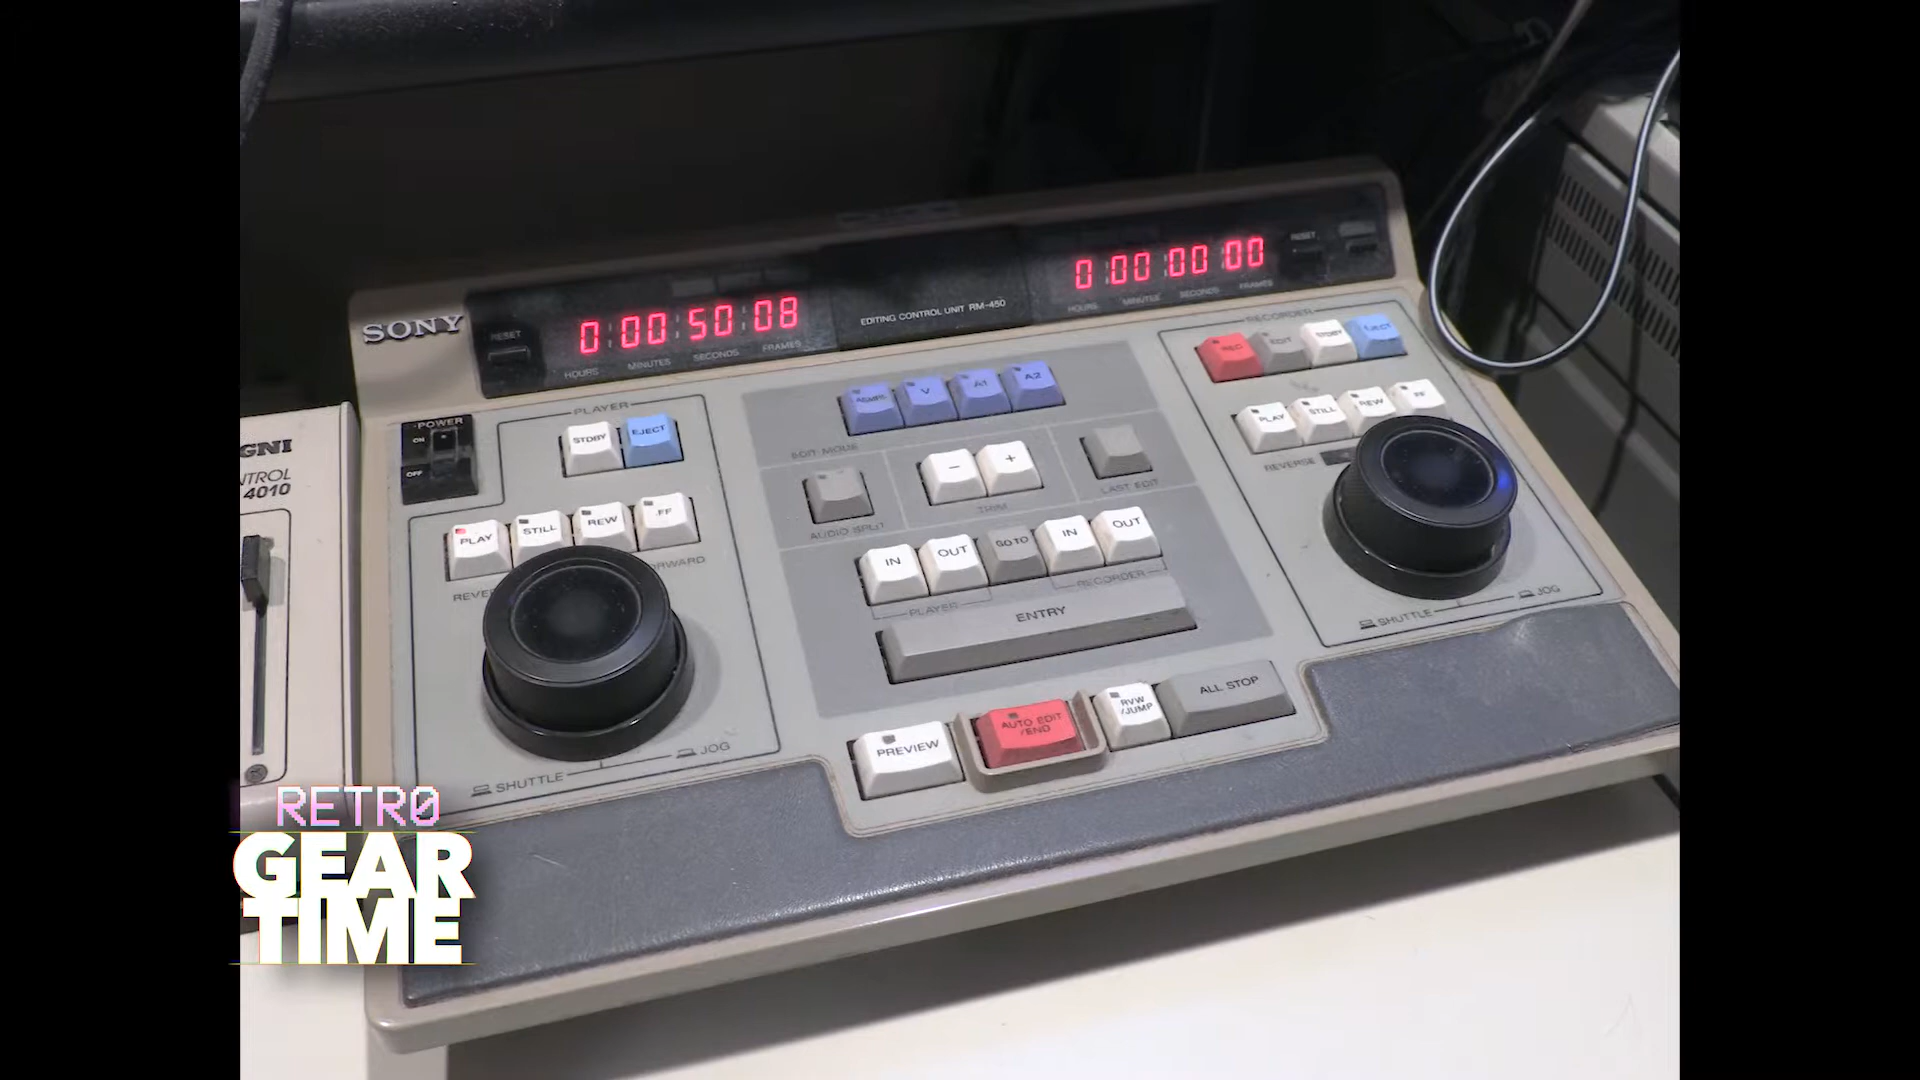 SONY
RESET
0 00 50 08
HOURS MINUTES SECONDS FRAMES
EDITING CONTROL UNIT RM-450
0 00 00 00
HOURS MINUTES SECONDS FRAMES
RESET
POWER
ON
OFF
PLAYER
STDBY EJECT
PLAY STILL REW FF
SHUTTLE JOG
ASMBL V A1 A2
EDIT MODE
AUDIO SPLIT
- +
TRIM
LAST EDIT
IN OUT GO TO IN OUT
PLAYER RECORDER
ENTRY
PREVIEW
AUTO EDIT
/END
RVW
/JUMP
ALL STOP
RECORDER
REC EDIT STDBY EJECT
PLAY STILL REW FF
REVERSE
SHUTTLE JOG
4010
RETRO
GEAR
TIME